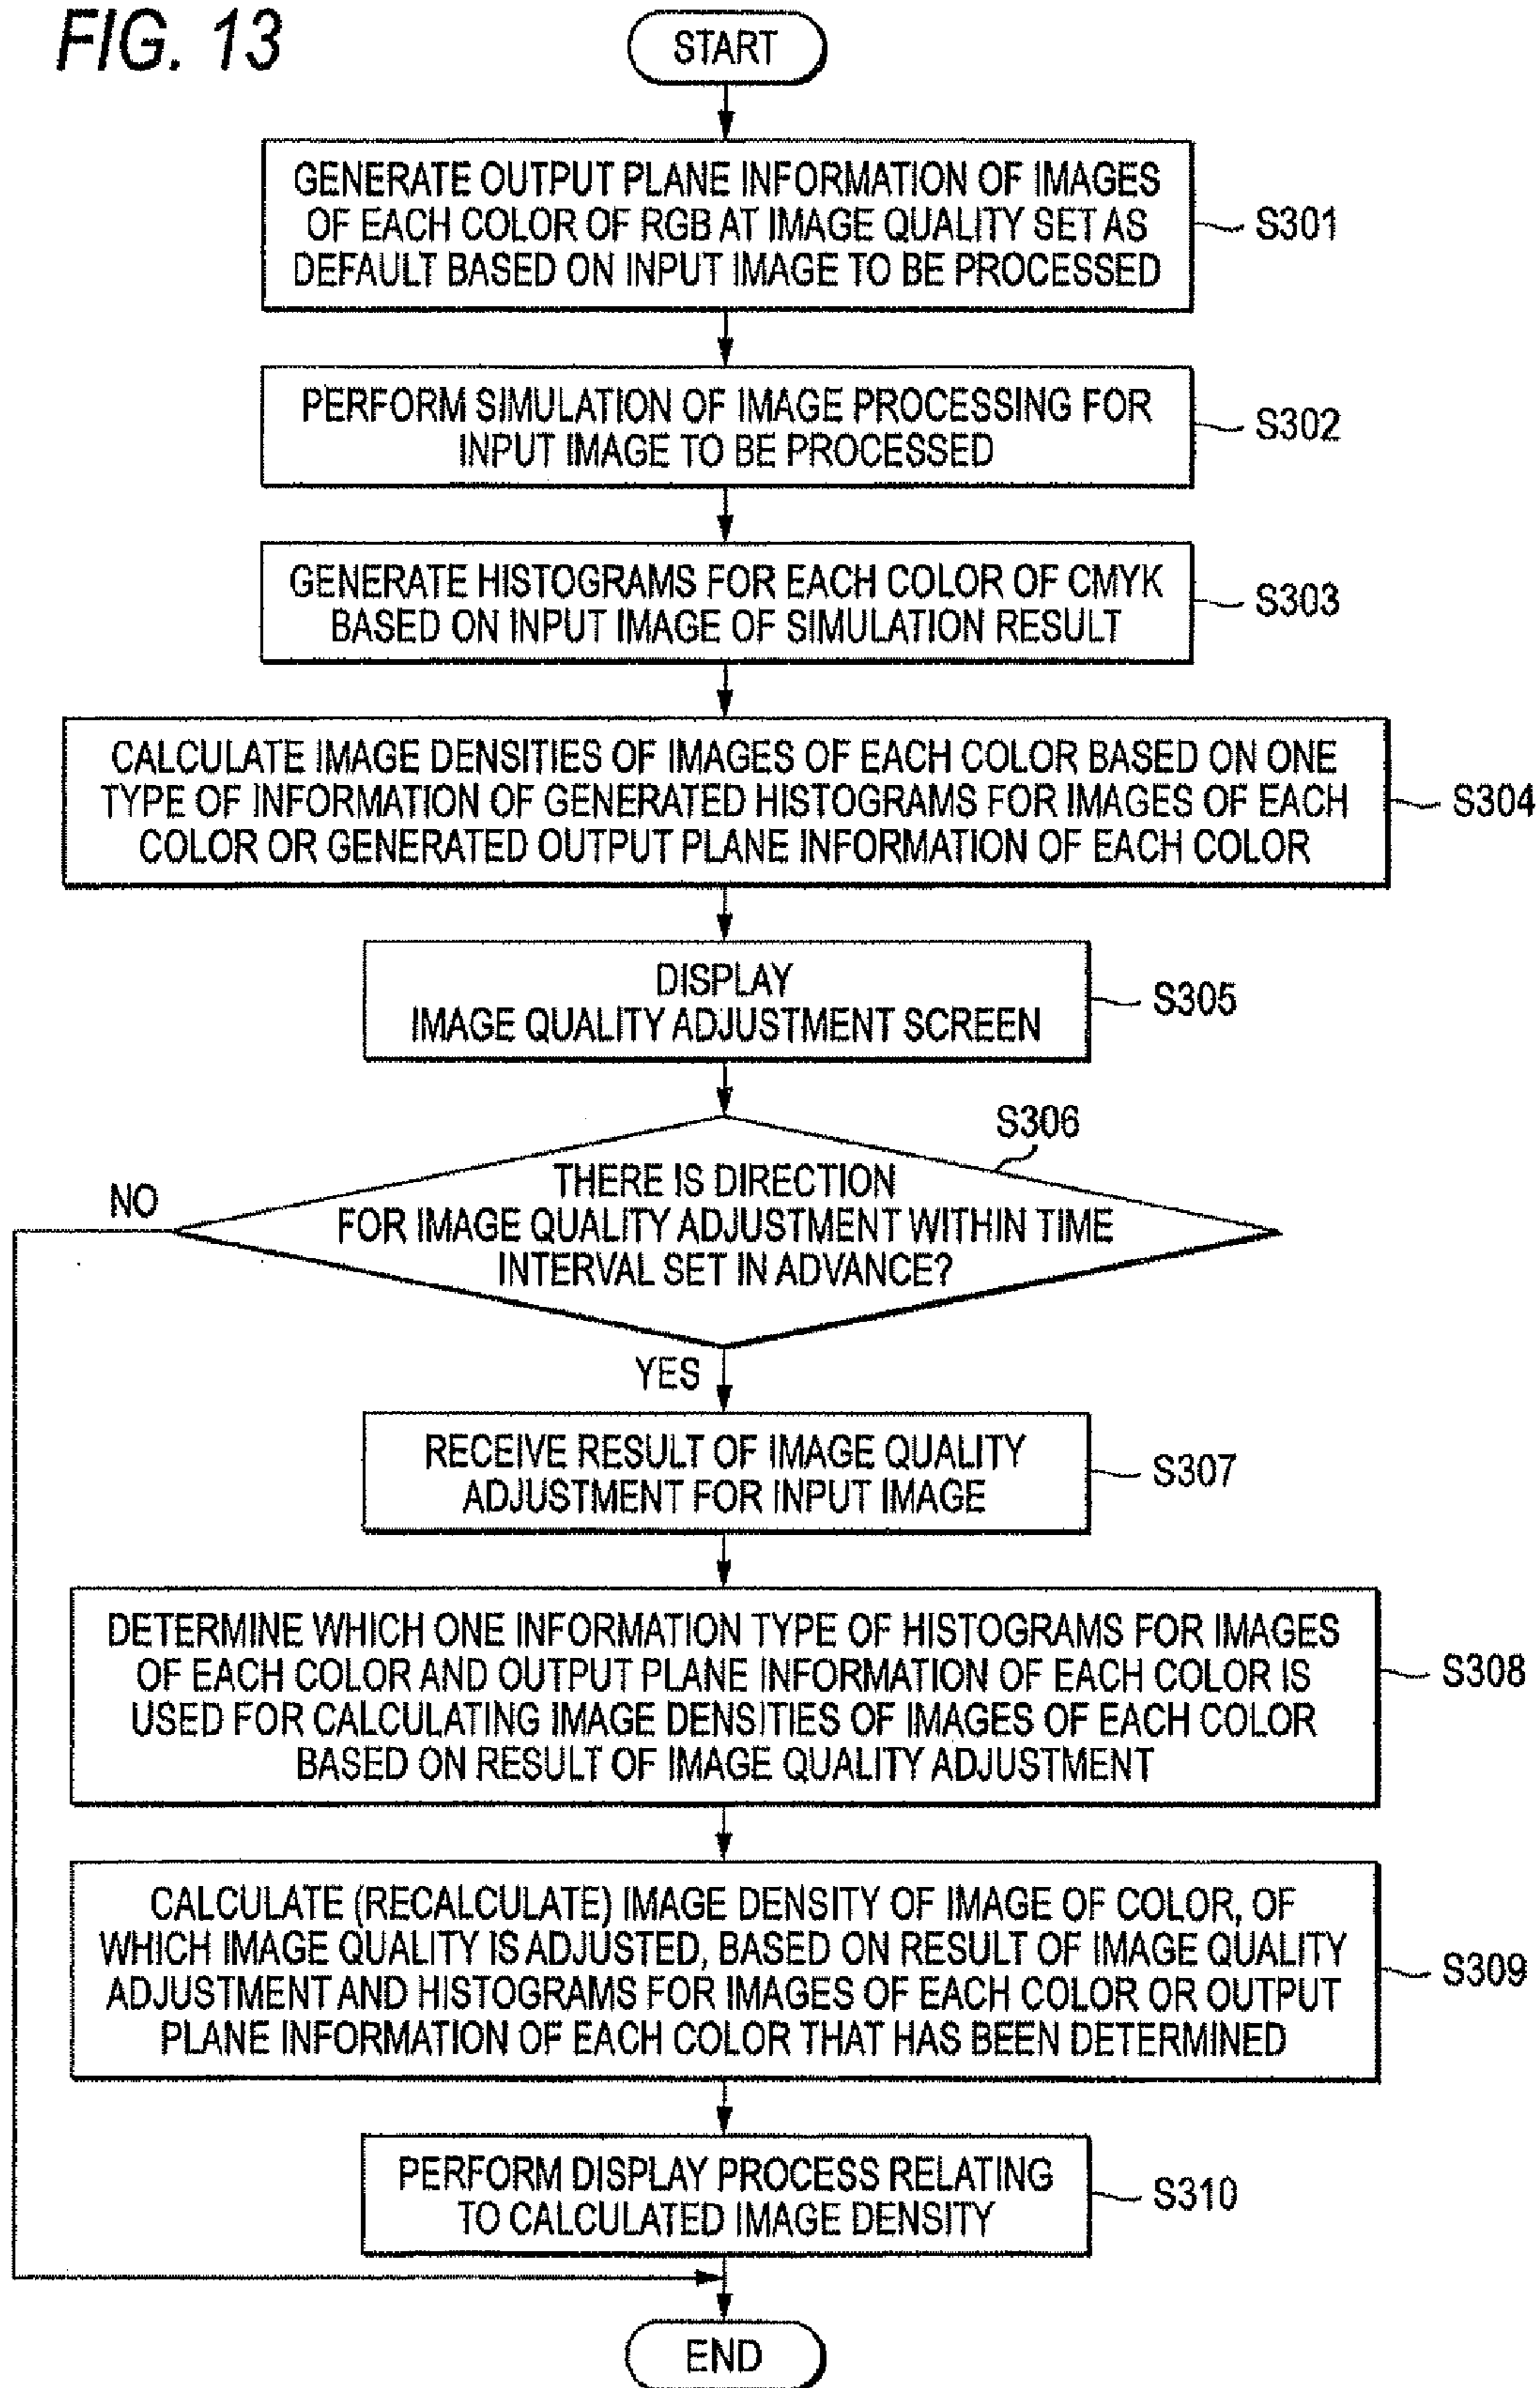 FIG. 13
START
GENERATE OUTPUT PLANE INFORMATION OF IMAGES
OF EACH COLOR OF RGB AT IMAGE QUALITY SET AS
DEFAULT BASED ON INPUT IMAGE TO BE PROCESSED
S301
PERFORM SIMULATION OF IMAGE PROCESSING FOR
INPUT IMAGE TO BE PROCESSED
S302
GENERATE HISTOGRAMS FOR EACH COLOR OF CMYK
BASED ON INPUT IMAGE OF SIMULATION RESULT
S303
CALCULATE IMAGE DENSITIES OF IMAGES OF EACH COLOR BASED ON ONE
TYPE OF INFORMATION OF GENERATED HISTOGRAMS FOR IMAGES OF EACH
COLOR OR GENERATED OUTPUT PLANE INFORMATION OF EACH COLOR
S304
DISPLAY
IMAGE QUALITY ADJUSTMENT SCREEN
S305
S306
THERE IS DIRECTION
FOR IMAGE QUALITY ADJUSTMENT WITHIN TIME
INTERVAL SET IN ADVANCE?
NO
YES
RECEIVE RESULT OF IMAGE QUALITY
ADJUSTMENT FOR INPUT IMAGE
S307
DETERMINE WHICH ONE INFORMATION TYPE OF HISTOGRAMS FOR IMAGES
OF EACH COLOR AND OUTPUT PLANE INFORMATION OF EACH COLOR IS
USED FOR CALCULATING IMAGE DENSITIES OF IMAGES OF EACH COLOR
BASED ON RESULT OF IMAGE QUALITY ADJUSTMENT
S308
CALCULATE (RECALCULATE) IMAGE DENSITY OF IMAGE OF COLOR, OF
WHICH IMAGE QUALITY IS ADJUSTED, BASED ON RESULT OF IMAGE QUALITY
ADJUSTMENT AND HISTOGRAMS FOR IMAGES OF EACH COLOR OR OUTPUT
PLANE INFORMATION OF EACH COLOR THAT HAS BEEN DETERMINED
S309
PERFORM DISPLAY PROCESS RELATING
TO CALCULATED IMAGE DENSITY
S310
END